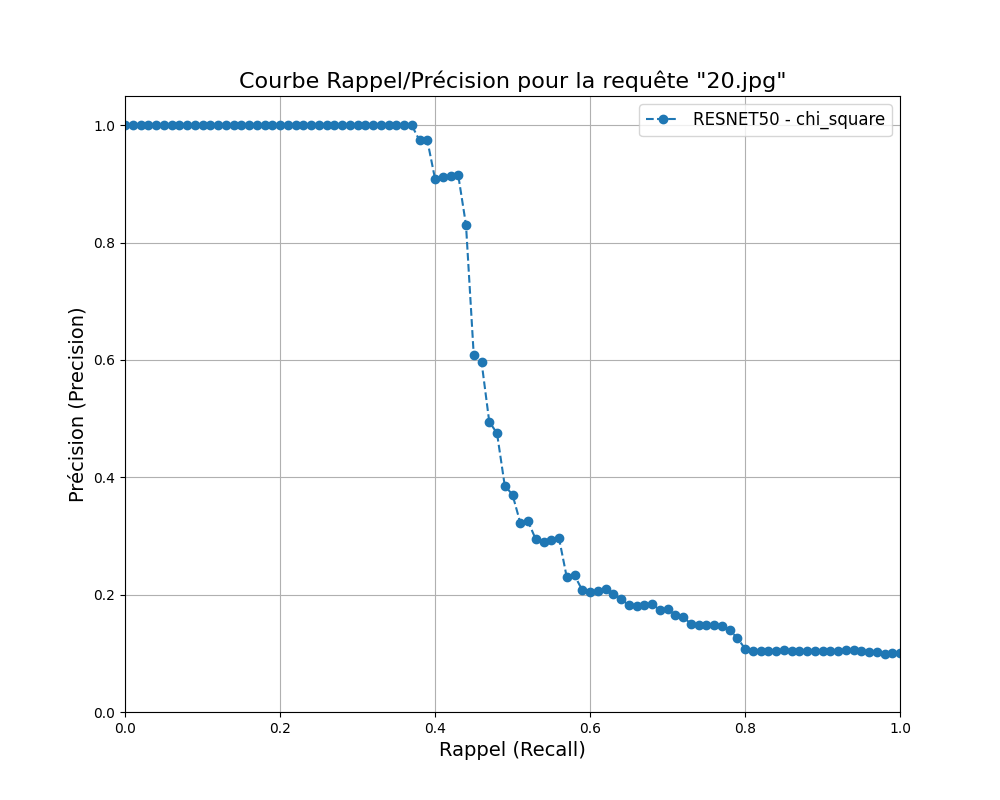 Courbe Rappel/Précision pour la requête "20.jpg"
RESNET50 - chi_square
1.0
0.8
0.6
0.4
0.2
0.0
Précision (Precision)
0.0 0.2 0.4 0.6 0.8 1.0
Rappel (Recall)